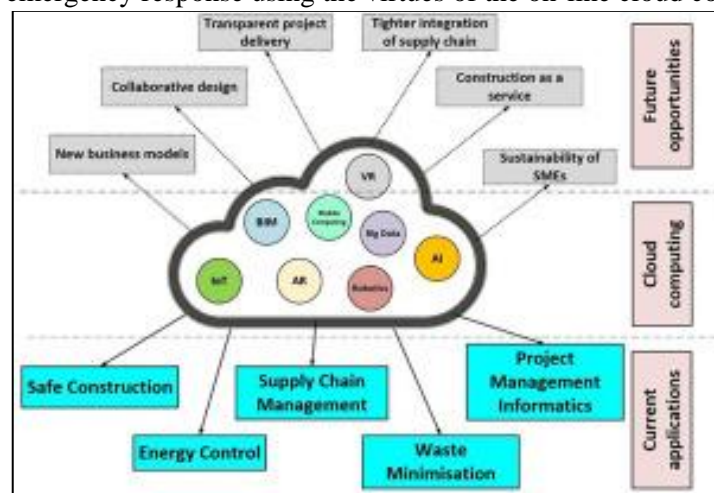 emergency response using the virtues of the on-line cloud
Transparent project
delivery
Tighter integration
of supply chain
Collaborative design
Construction as a
service
New business models
Sustainability of
SMEs
Future
opportunities
VR
BIM
Mobile
Computing
Big Data
AI
IoT
AR
Robotics
Cloud
computing
Safe Construction
Supply Chain
Management
Project
Management
Informatics
Energy Control
Waste
Minimisation
Current
applications